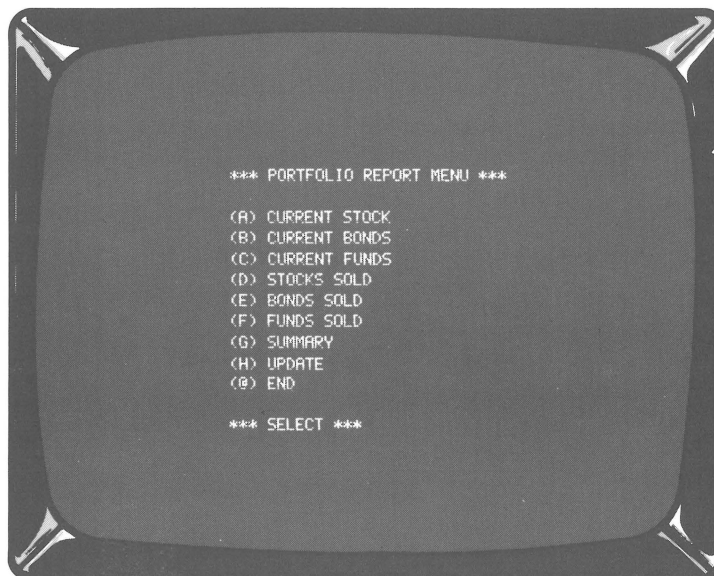 *** PORTFOLIO REPORT MENU ***
(A) CURRENT STOCK
(B) CURRENT BONDS
(C) CURRENT FUNDS
(D) STOCKS SOLD
(E) BONDS SOLD
(F) FUNDS SOLD
(G) SUMMARY
(H) UPDATE
(@) END
*** SELECT ***